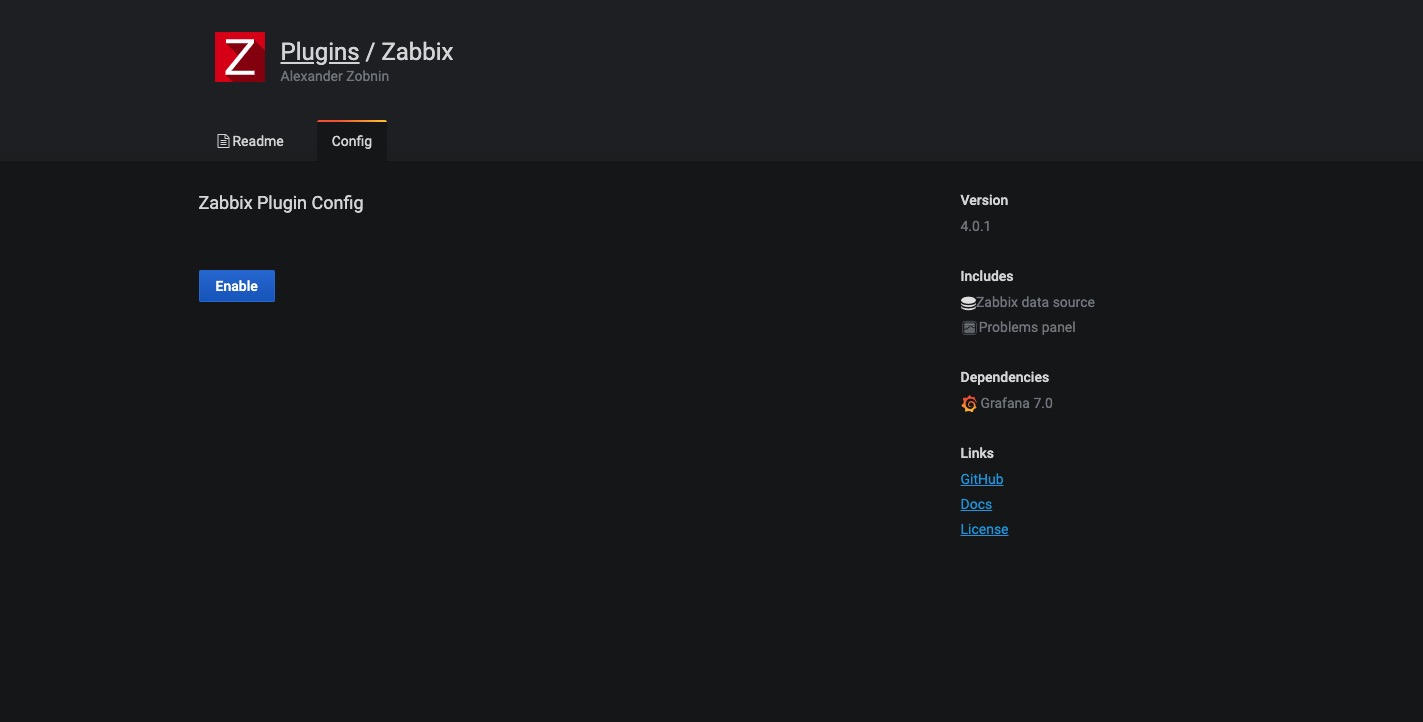 Z
Plugins / Zabbix
Alexander Zobnin
Readme
Config
Zabbix Plugin Config
Enable
Version
4.0.1
Includes
Zabbix data source
Problems panel
Dependencies
Grafana 7.0
Links
GitHub
Docs
License